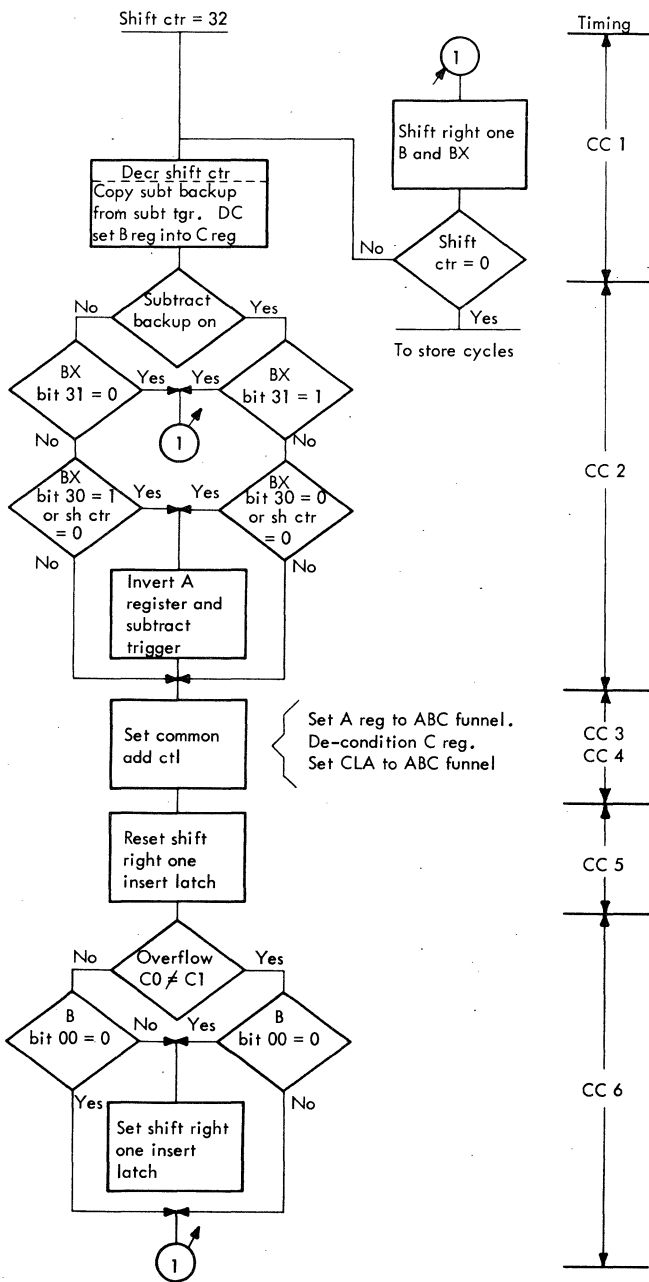 Shift ctr = 32
Timing
1
Shift right one
B and BX
CC 1
Decr shift ctr
Copy subt backup
from subt tgr. DC
set B reg into C reg
No
Shift
ctr = 0
Yes
To store cycles
No
Subtract
backup on
Yes
BX
bit 31 = 0
Yes
Yes
BX
bit 31 = 1
1
No
No
CC 2
BX
bit 30 = 1
or sh ctr
= 0
Yes
Yes
BX
bit 30 = 0
or sh ctr
= 0
No
No
Invert A
register and
subtract
trigger
Set common
add ctl
Set A reg to ABC funnel.
De-condition C reg.
Set CLA to ABC funnel
CC 3
CC 4
Reset shift
right one
insert latch
CC 5
No
Overflow
C0 ≠ C1
Yes
B
bit 00 = 0
No
Yes
B
bit 00 = 0
Yes
No
CC 6
Set shift right
one insert
latch
1